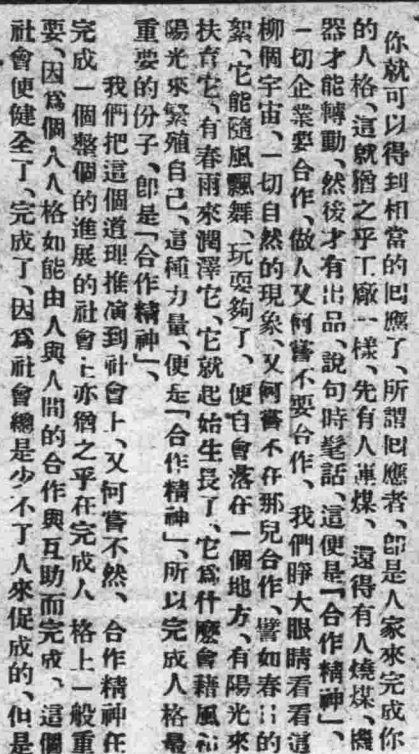 你就可以得到相當的囘應了、所謂囘應者、卽是人家來完成你
的人格、這就猶之乎工廠一樣、先有人運煤、還得有人燒煤、機
器才能轉動、然後才有出品、說句時髦話、這便是「合作精神」、
一切企業要合作、做人又何嘗不要合作、我們睜大眼睛看看這
個宇宙、一切自然的現象、又何嘗不在那兒合作、譬如春日的柳
絮、它能隨風飄舞、玩耍夠了、便自會落在一個地方、有陽光來
扶育它、有春雨來潤澤它、它就起始生長了、它爲什麼會藉風和
陽光來繁殖自己、這種力量、便是「合作精神」、所以完成人格最
重要的份子、卽是「合作精神」、
我們把這個道理推演到社會上、又何嘗不然、合作精神在
完成一個整個的進展的社會上亦猶之乎在完成人格上一般重
要、因爲個人人格如能由人與人間的合作與互助而完成、這個
社會便健全了、完成了、因爲社會總是少不了人來促成的、但是